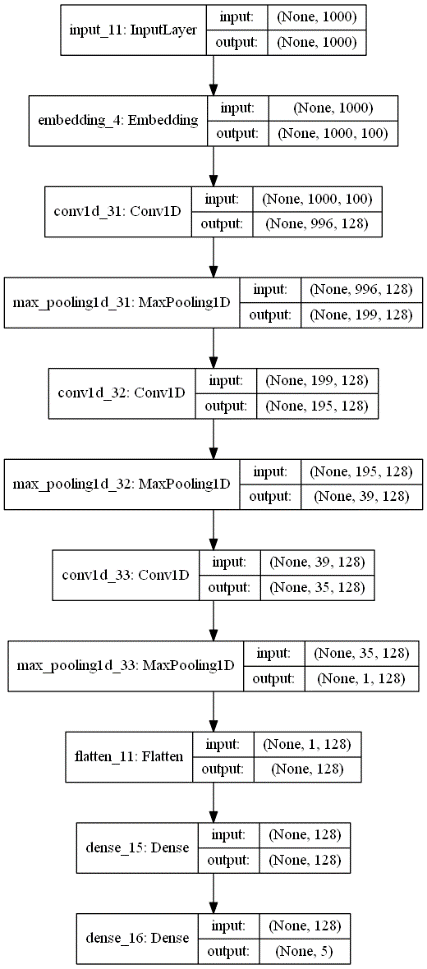 input_11: InputLayer
input: (None, 1000)
output: (None, 1000)
embedding_4: Embedding
input: (None, 1000)
output: (None, 1000, 100)
conv1d_31: Conv1D
input: (None, 1000, 100)
output: (None, 996, 128)
max_pooling1d_31: MaxPooling1D
input: (None, 996, 128)
output: (None, 199, 128)
conv1d_32: Conv1D
input: (None, 199, 128)
output: (None, 195, 128)
max_pooling1d_32: MaxPooling1D
input: (None, 195, 128)
output: (None, 39, 128)
conv1d_33: Conv1D
input: (None, 39, 128)
output: (None, 35, 128)
max_pooling1d_33: MaxPooling1D
input: (None, 35, 128)
output: (None, 1, 128)
flatten_11: Flatten
input: (None, 1, 128)
output: (None, 128)
dense_15: Dense
input: (None, 128)
output: (None, 128)
dense_16: Dense
input: (None, 128)
output: (None, 5)